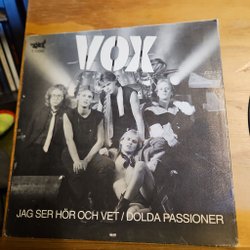 VOX
JAG SER HÖR OCH VET / DOLDA PASSIONER